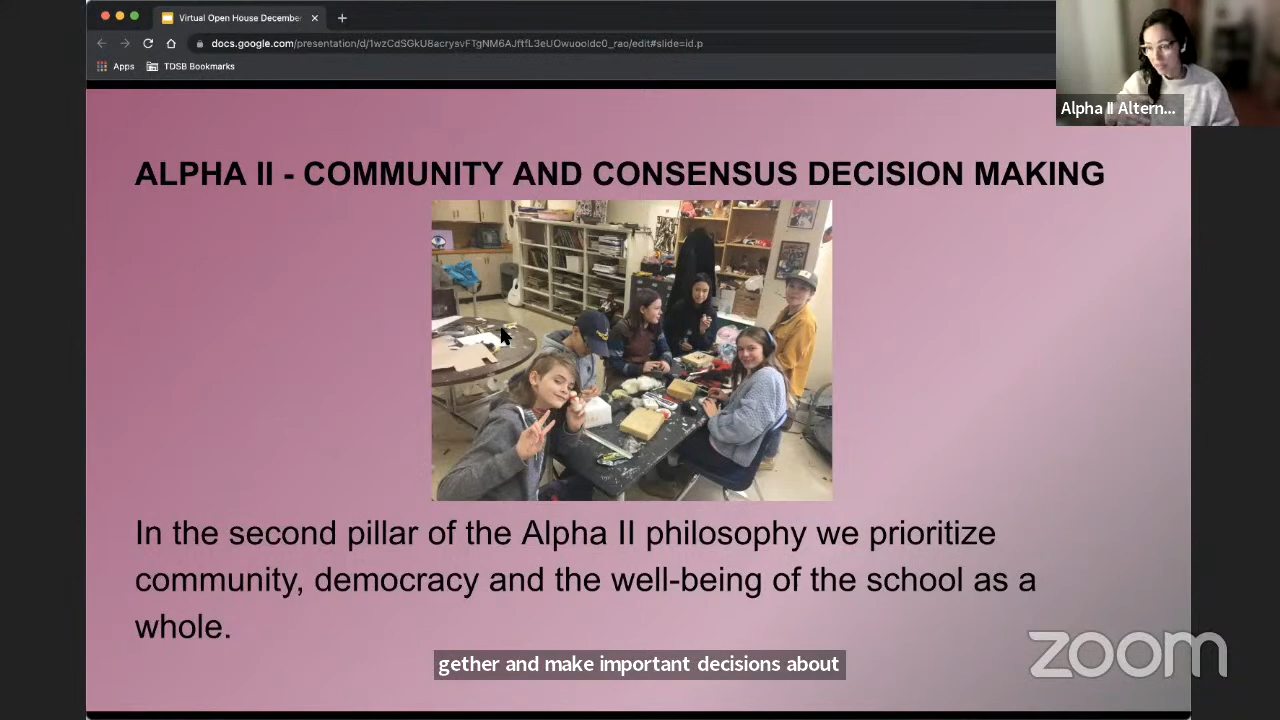 Virtual Open House Decembe
docs.google.com/presentation/d/1wzCdSGkU8acrysvFTgNM6AJftfL3eUOwuooIdc0_rao/edit#slide=id.p
Apps
TDSB Bookmarks
Alpha II Altern...
ALPHA II - COMMUNITY AND CONSENSUS DECISION MAKING
In the second pillar of the Alpha II philosophy we prioritize
community, democracy and the well-being of the school as a
whole.
gether and make important decisions about
zoom